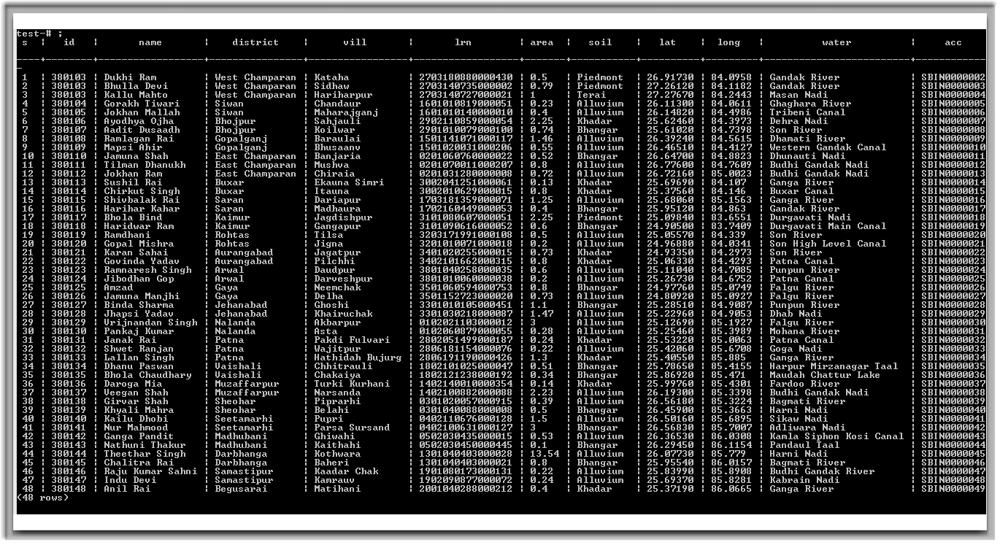 test-# ;
s | id | name | district | vill | lrn | area | soil | lat | long | water | acc
1 | 380103 | Dukhi Ram | West Champaran | Kataha | 2703180880000430 | 0.5 | Piedmont | 26.91730 | 84.0958 | Gandak River | SBIN0000002
2 | 380103 | Bhulla Devi | West Champaran | Sidhaw | 2703140735000002 | 0.79 | Piedmont | 27.26120 | 84.1182 | Gandak River | SBIN0000003
3 | 380103 | Kallu Mahto | West Champaran | Hariharpur | 2703140727000021 | 1 | Terai | 27.27670 | 84.2443 | Masan Nadi | SBIN0000004
4 | 380104 | Gorakh Tiwari | Siwan | Chandaur | 1601010819000051 | 0.23 | Alluvium | 26.11300 | 84.0611 | Ghaghara River | SBIN0000005
5 | 380105 | Jokhan Mallah | Siwan | Maharajganj | 1601010140000010 | 0.4 | Alluvium | 26.14820 | 84.4986 | Tribeni Canal | SBIN0000006
6 | 380106 | Ayodhya Ojha | Bhojpur | Sahjauli | 2902110859000054 | 2.25 | Khadar | 25.62460 | 84.3973 | Dehra Nadi | SBIN0000007
7 | 380107 | Aadit Dusaadh | Bhojpur | Koilwar | 2901010079000100 | 0.74 | Bhangar | 25.61020 | 84.7398 | Son River | SBIN0000008
8 | 380108 | Ramlagan Rai | Gopalganj | Baraulai | 1501141071000117 | 1.46 | Alluvium | 26.39240 | 84.5615 | Dhamati River | SBIN0000009
9 | 380109 | Mapsi Ahir | Gopalganj | Bhusaanv | 1501020031000206 | 0.55 | Alluvium | 26.46510 | 84.4127 | Western Gandak Canal | SBIN0000010
10 | 380110 | Jamuna Shah | East Champaran | Banjaria | 0201060760000022 | 0.52 | Bhangar | 26.64700 | 84.8823 | Dhunauti Nadi | SBIN0000011
11 | 380111 | Tilman Dhanukh | East Champaran | Mushva | 0201070011000207 | 0.8 | Alluvium | 26.77600 | 84.7609 | Budhi Gandak Nadi | SBIN0000012
12 | 380112 | Jokhan Ram | East Champaran | Chiraia | 0201031280000008 | 0.72 | Alluvium | 26.72160 | 85.0023 | Budhi Gandak Nadi | SBIN0000013
13 | 380113 | Sushil Rai | Buxar | Ekauna Simri | 3002041251000061 | 0.13 | Khadar | 25.69690 | 84.107 | Ganga River | SBIN0000014
14 | 380114 | Chirkut Singh | Buxar | Itauna | 3002010629000015 | 0.8 | Khadar | 25.37560 | 84.146 | Buxar Canal | SBIN0000015
15 | 380115 | Shivbalak Rai | Saran | Dariapur | 1703181359000071 | 1.25 | Alluvium | 25.68060 | 85.1563 | Ganga River | SBIN0000016
16 | 380116 | Harihar Kahar | Saran | Madhaura | 1702160449000053 | 0.4 | Bhangar | 25.95120 | 84.863 | Gandak River | SBIN0000017
17 | 380117 | Bhola Bind | Kaimur | Jagdishpur | 3101080607000051 | 2.25 | Piedmont | 25.09840 | 83.6551 | Durgavati Nadi | SBIN0000018
18 | 380118 | Haridwar Ram | Kaimur | Gangapur | 3101090616000052 | 0.6 | Bhangar | 24.90500 | 83.7409 | Durgavati Main Canal | SBIN0000019
19 | 380119 | Ramdhani | Rohtas | Tilsa | 3203171991000108 | 0.5 | Alluvium | 25.05570 | 84.339 | Son River | SBIN0000020
20 | 380120 | Gopal Mishra | Rohtas | Jigna | 3201010071000018 | 0.2 | Alluvium | 24.96880 | 84.0341 | Son High Level Canal | SBIN0000021
21 | 380121 | Karan Sahai | Aurangabad | Jagatpur | 3401020255000015 | 0.73 | Khadar | 24.93350 | 84.2973 | Son River | SBIN0000022
22 | 380122 | Govinda Yadav | Aurangabad | Pilchhi | 3402101662000315 | 0.8 | Khadar | 25.06330 | 84.4293 | Patna Canal | SBIN0000023
23 | 380123 | Ramnaresh Singh | Arwal | Daudpur | 3801040258000035 | 0.6 | Alluvium | 25.11040 | 84.7085 | Punpun River | SBIN0000024
24 | 380124 | Jibodhan Gop | Arwal | Darveshpur | 3801010060000038 | 0.2 | Alluvium | 25.26730 | 84.6752 | Patna Canal | SBIN0000025
25 | 380125 | Amzad | Gaya | Neemchak | 3501060594000753 | 0.8 | Bhangar | 24.97760 | 85.0749 | Falgu River | SBIN0000026
26 | 380126 | Jamuna Manjhi | Gaya | Delha | 3501152723000020 | 0.73 | Alluvium | 24.80920 | 85.0927 | Falgu River | SBIN0000027
27 | 380127 | Binda Sharma | Jehanabad | Ghoshi | 3301010105000451 | 1.1 | Bhangar | 25.28510 | 84.9087 | Punpun River | SBIN0000028
28 | 380128 | Jhapsi Yadav | Jehanabad | Khairuchak | 3301030218000087 | 1.47 | Alluvium | 25.22960 | 84.9053 | Dhab Nadi | SBIN0000029
29 | 380129 | Vrijnandan Singh | Nalanda | Akbarpur | 0102021103000012 | 3 | Alluvium | 25.12690 | 85.1927 | Falgu River | SBIN0000030
30 | 380130 | Pankaj Kumar | Nalanda | Asta | 0102060879000055 | 0.28 | Alluvium | 25.25460 | 85.3989 | Mohana River | SBIN0000031
31 | 380131 | Janak Rai | Patna | Pakdi Fulvari | 2802051499000187 | 0.24 | Khadar | 25.53220 | 85.0063 | Patna Canal | SBIN0000032
32 | 380132 | Shwet Ranjan | Patna | Wajitpur | 2806181154000076 | 0.22 | Alluvium | 25.42060 | 85.6708 | Goga Nadi | SBIN0000033
33 | 380133 | Lallan Singh | Patna | Hathidah Bujurg | 2806191190000426 | 1.3 | Khadar | 25.40550 | 85.885 | Ganga River | SBIN0000034
34 | 380134 | Dhanu Paswan | Vaishali | Chhitrauli | 1802191025000047 | 0.51 | Bhangar | 25.78650 | 85.4155 | Harpur Mirzanagar Taal | SBIN0000035
35 | 380135 | Bhola Chaudhary | Vaishali | Chakaiya | 1802121238000192 | 0.34 | Bhangar | 25.86920 | 85.471 | Maudah Chattur Lake | SBIN0000036
36 | 380136 | Daroga Mia | Muzaffarpur | Turki Kurhani | 1402140010000354 | 0.14 | Khadar | 25.99760 | 85.4301 | Fardoo River | SBIN0000037
37 | 380137 | Veegan Shah | Muzaffarpur | Narsanda | 1402100882000088 | 2.23 | Alluvium | 26.19300 | 85.3398 | Budhi Gandak Nadi | SBIN0000038
38 | 380138 | Girvar Shah | Sheohar | Piprarhi | 0301020057000915 | 0.39 | Alluvium | 26.56180 | 85.3224 | Bagmati River | SBIN0000039
39 | 380139 | Khyali Mahra | Sheohar | Belahi | 0301040088000008 | 0.5 | Bhangar | 26.45900 | 85.3663 | Harni Nadi | SBIN0000040
40 | 380140 | Kailu Dhobi | Seetamarhi | Pupri | 0402110676000128 | 1.5 | Alluvium | 26.50160 | 85.6895 | Sikaw Nadi | SBIN0000041
41 | 380141 | Nur Mahmood | Seetamarhi | Parsa Sursand | 0402100631000127 | 3 | Bhangar | 26.56830 | 85.7007 | Adliwara Nadi | SBIN0000042
42 | 380142 | Ganga Pandit | Madhubani | Ghiwahi | 0502030435000015 | 0.53 | Alluvium | 26.36530 | 86.0308 | Kamla Siphon Kosi Canal | SBIN0000043
43 | 380143 | Nathuni Thakur | Madhubani | Kaithahi | 0502030450000445 | 0.1 | Bhangar | 26.29450 | 86.1154 | Pandaul Taal | SBIN0000044
44 | 380144 | Theethar Singh | Darbhanga | Kothwara | 1301040403000028 | 13.54 | Alluvium | 26.07730 | 85.779 | Harni Nadi | SBIN0000045
45 | 380145 | Chalitra Rai | Darbhanga | Baheri | 1301040403000021 | 0.8 | Bhangar | 25.95540 | 86.0157 | Bagmati River | SBIN0000046
46 | 380146 | Raju Kumar Sahni | Samastipur | Kaadar Chak | 1901080173000131 | 0.22 | Alluvium | 25.83990 | 85.8908 | Budhi Gandak River | SBIN0000047
47 | 380147 | Indu Devi | Samastipur | Kamrauv | 1902090877000072 | 0.24 | Alluvium | 25.69370 | 85.8281 | Kabrain Nadi | SBIN0000048
48 | 380148 | Anil Rai | Begusarai | Matihani | 2001040288000212 | 0.4 | Khadar | 25.37190 | 86.0665 | Ganga River | SBIN0000049
(48 rows)